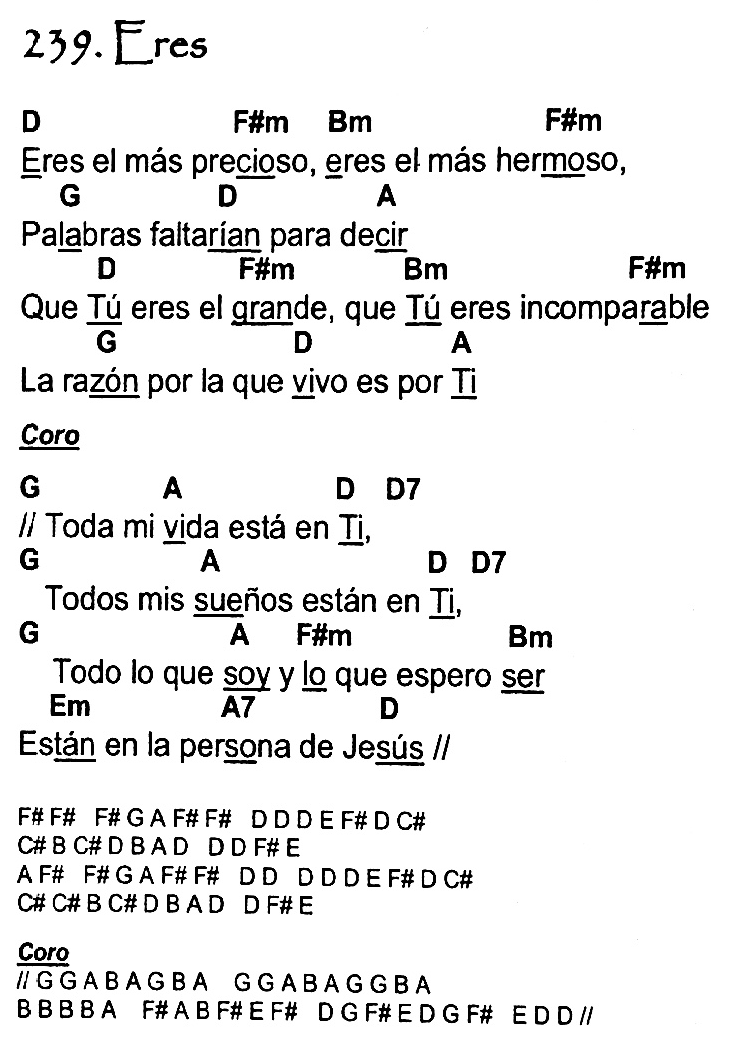 239. Eres
D F#m Bm F#m
Eres el más precioso, eres el más hermoso,
G D A
Palabras faltarían para decir
D F#m Bm F#m
Que Tú eres el grande, que Tú eres incomparable
G D A
La razón por la que vivo es por Ti
Coro
G A D D7
// Toda mi vida está en Ti,
G A D D7
Todos mis sueños están en Ti,
G A F#m Bm
Todo lo que soy y lo que espero ser
Em A7 D
Están en la persona de Jesús //
F# F# F# G A F# F# D D D E F# D C#
C# B C# D B A D D D F# E
A F# F# G A F# F# D D D D D E F# D C#
C# C# B C# D B A D D F# E
Coro
// G G A B A G B A G G A B A G G B A
B B B B A F# A B F# E F# D G F# E D G F# E D D //